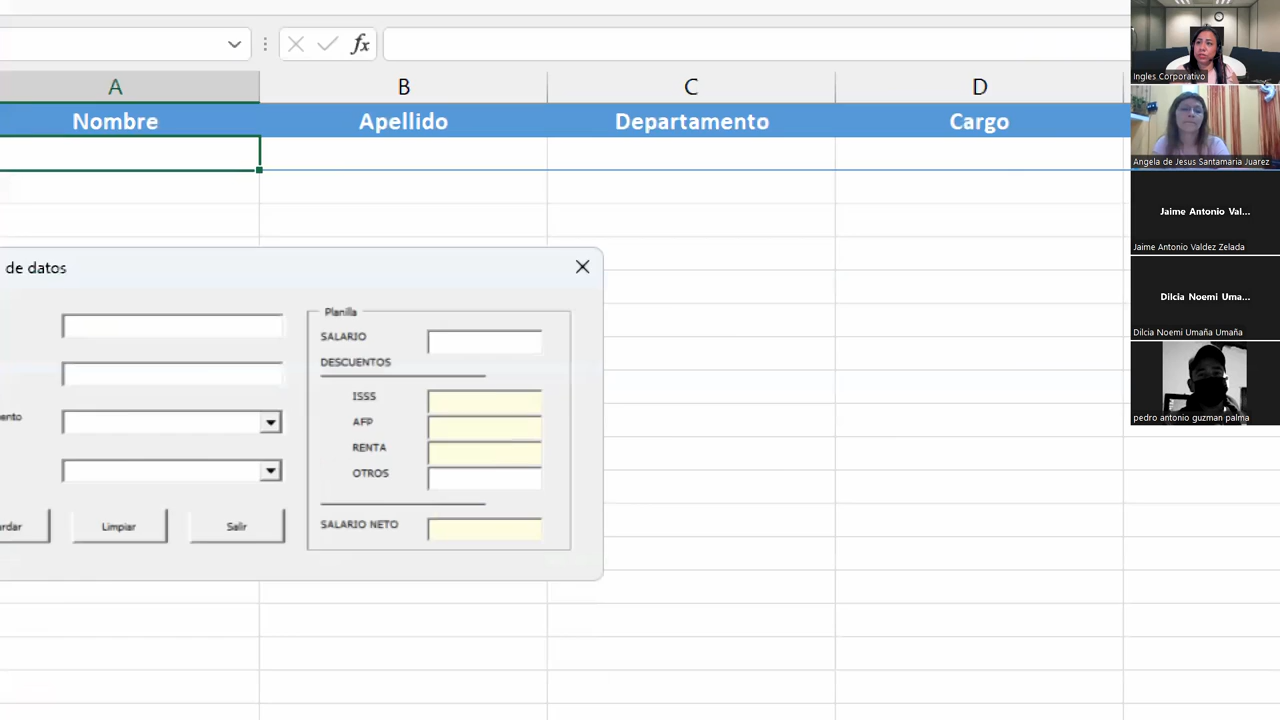 fx
A B C D
Nombre Apellido Departamento Cargo
de datos
Planilla
SALARIO
DESCUENTOS
ISSS
AFP
RENTA
OTROS
SALARIO NETO
ento
rdar Limpiar Salir
Ingles Corporativo
Angela de Jesus Santamaria Juarez
Jaime Antonio Val...
Jaime Antonio Valdez Zelada
Dilcia Noemi Uma...
Dilcia Noemi Umaña Umaña
pedro antonio guzman palma